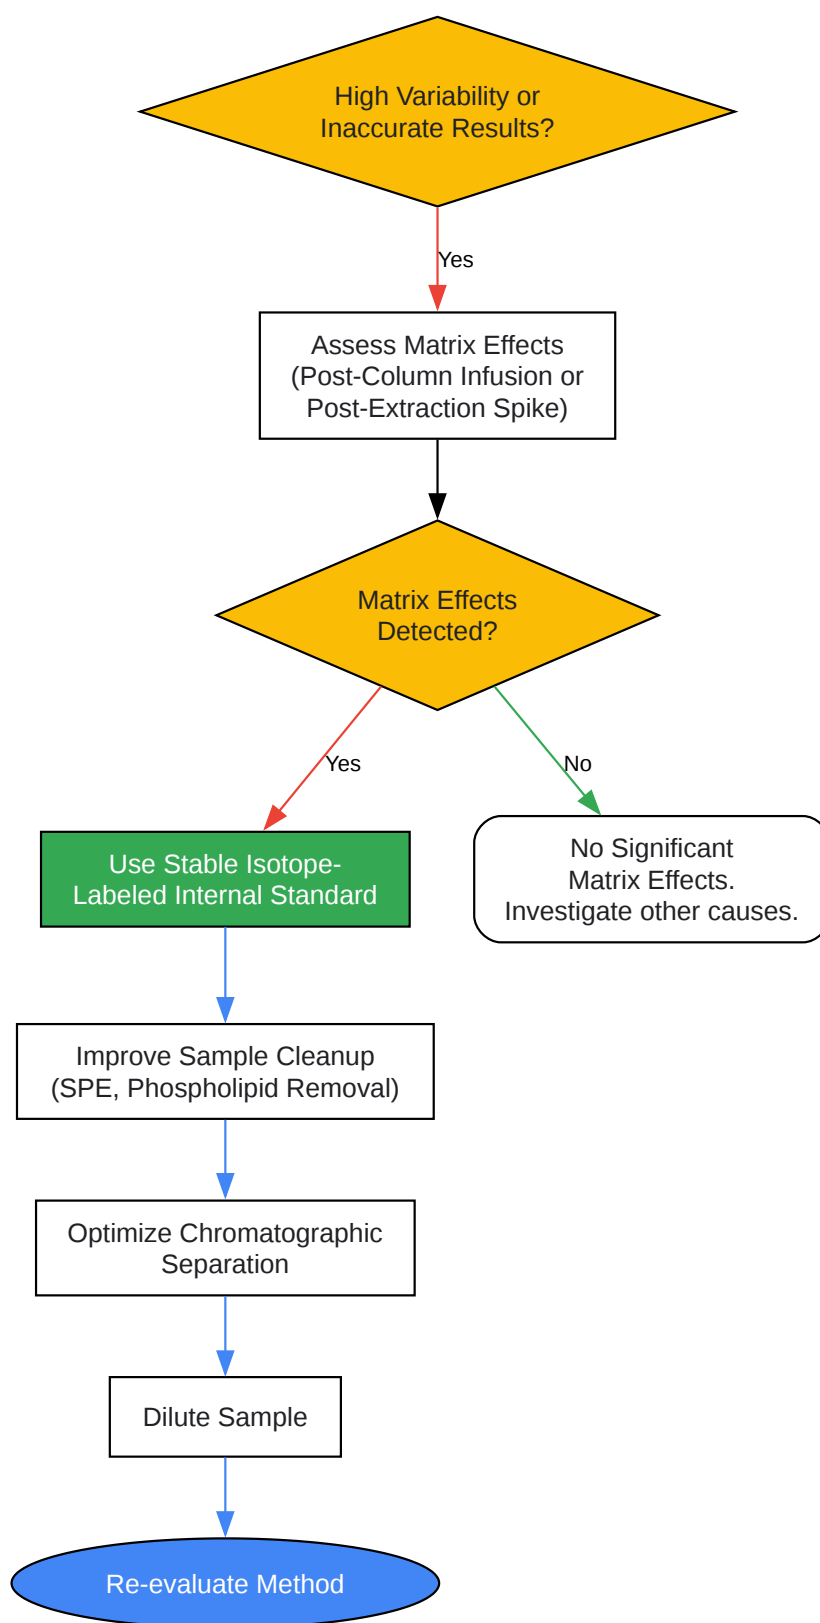 High Variability or
Inaccurate Results?
Yes
Assess Matrix Effects
(Post-Column Infusion or
Post-Extraction Spike)
Matrix Effects
Detected?
Yes
No
Use Stable Isotope-
Labeled Internal Standard
No Significant
Matrix Effects.
Investigate other causes.
Improve Sample Cleanup
(SPE, Phospholipid Removal)
Optimize Chromatographic
Separation
Dilute Sample
Re-evaluate Method